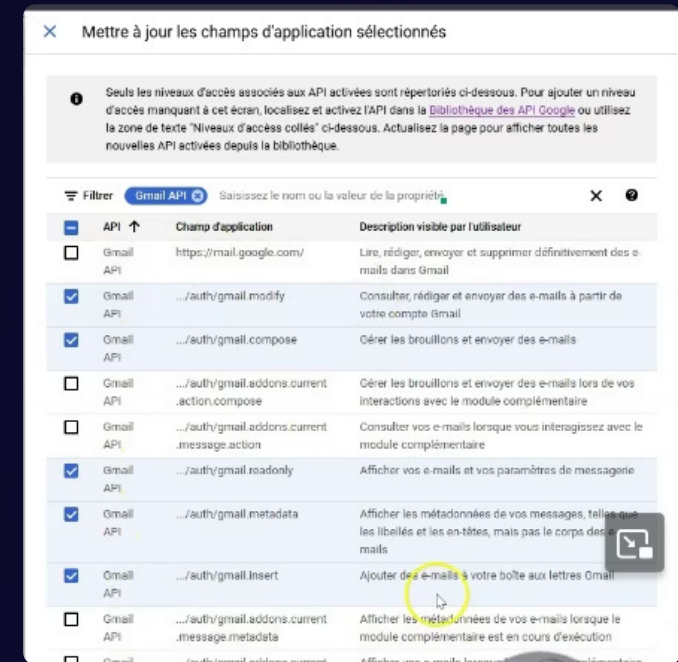 Mettre à jour les champs d'application sélectionnés
Seuls les niveaux d'accès associés aux API activées sont répertoriés ci-dessous. Pour ajouter un niveau
d'accès manquant à cet écran, localisez et activez l'API dans la Bibliothèque des API Google ou utilisez
la zone de texte "Niveaux d'accès collés" ci-dessous. Actualisez la page pour afficher toutes les
nouvelles API activées depuis la bibliothèque.
Filtrer Gmail API Saisissez le nom ou la valeur de la propriété
API Champ d'application Description visible par l'utilisateur
Gmail https://mail.google.com/ Lire, rédiger, envoyer et supprimer définitivement des e-
API mails dans Gmail
Gmail .../auth/gmail.modify Consulter, rédiger et envoyer des e-mails à partir de
API votre compte Gmail
Gmail .../auth/gmail.compose Gérer les brouillons et envoyer des e-mails
API
Gmail .../auth/gmail.addons.current Gérer les brouillons et envoyer des e-mails lors de vos
API .action.compose interactions avec le module complémentaire
Gmail .../auth/gmail.addons.current Consulter vos e-mails lorsque vous interagissez avec le
API .message.action module complémentaire
Gmail .../auth/gmail.readonly Afficher vos e-mails et vos paramètres de messagerie
API
Gmail .../auth/gmail.metadata Afficher les métadonnées de vos messages, telles que
API les libellés et les en-têtes, mais pas le corps des
mails
Gmail .../auth/gmail.insert Ajouter des e-mails à votre boîte aux lettres Gmail
API
Gmail .../auth/gmail.addons.current Afficher les métadonnées de vos e-mails lorsque le
API .message.metadata module complémentaire est en cours d'exécution